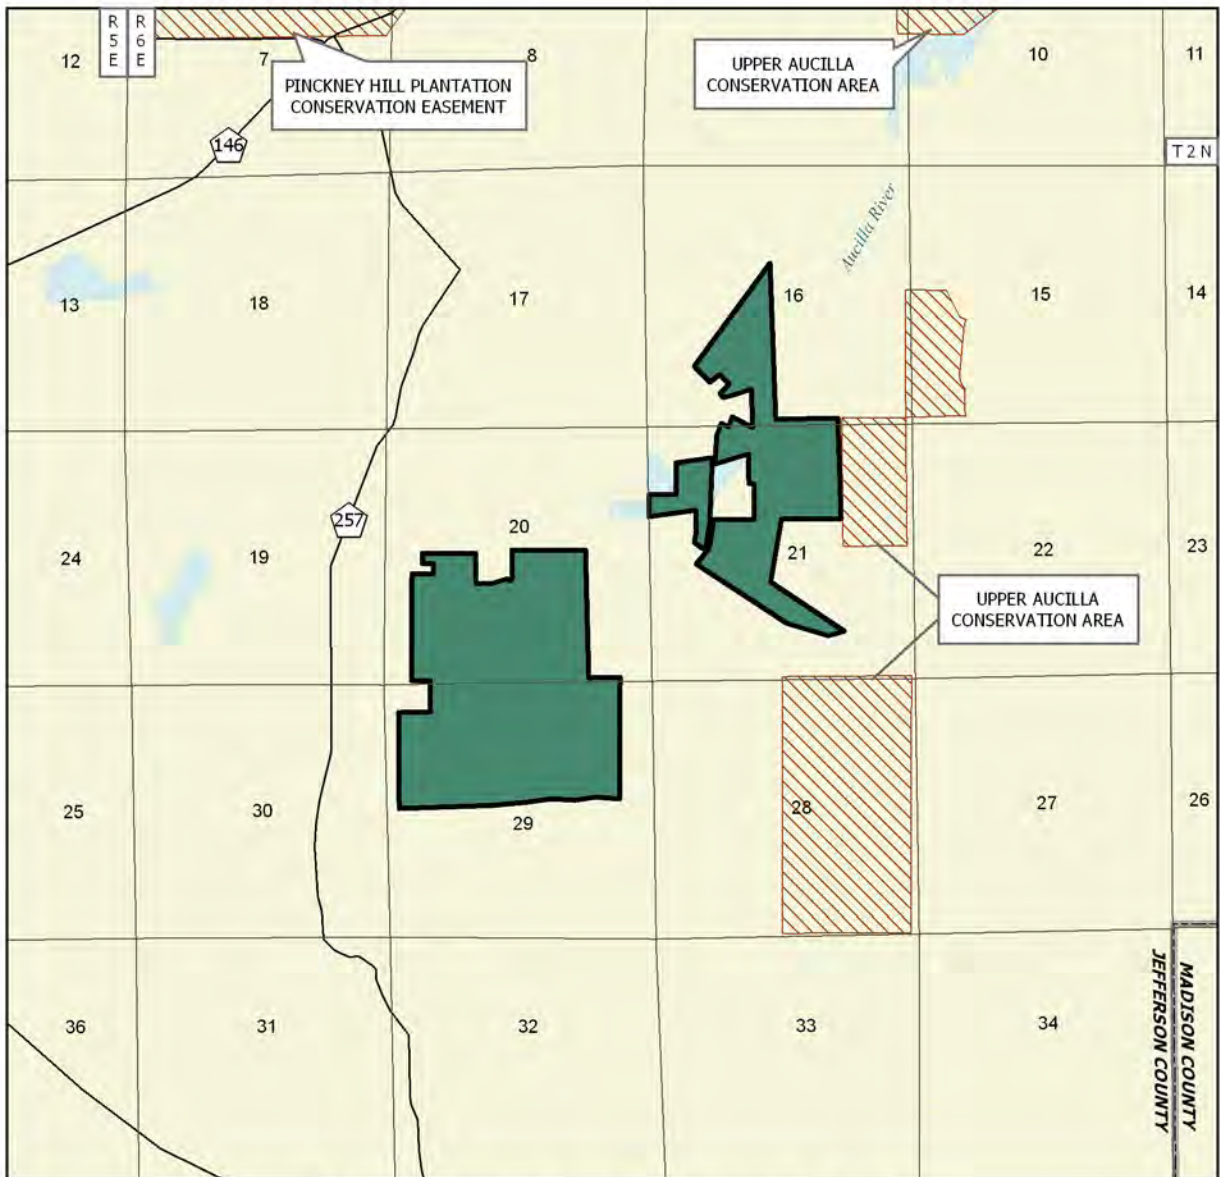 R
5
E
R
6
E
12
7
8
10
11
PINCKNEY HILL PLANTATION
CONSERVATION EASEMENT
UPPER AUCILLA
CONSERVATION AREA
146
T 2 N
Aucilla River
13
18
17
16
15
14
257
24
19
20
21
22
23
UPPER AUCILLA
CONSERVATION AREA
25
30
29
28
27
26
36
31
32
33
34
MADISON COUNTY
JEFFERSON COUNTY